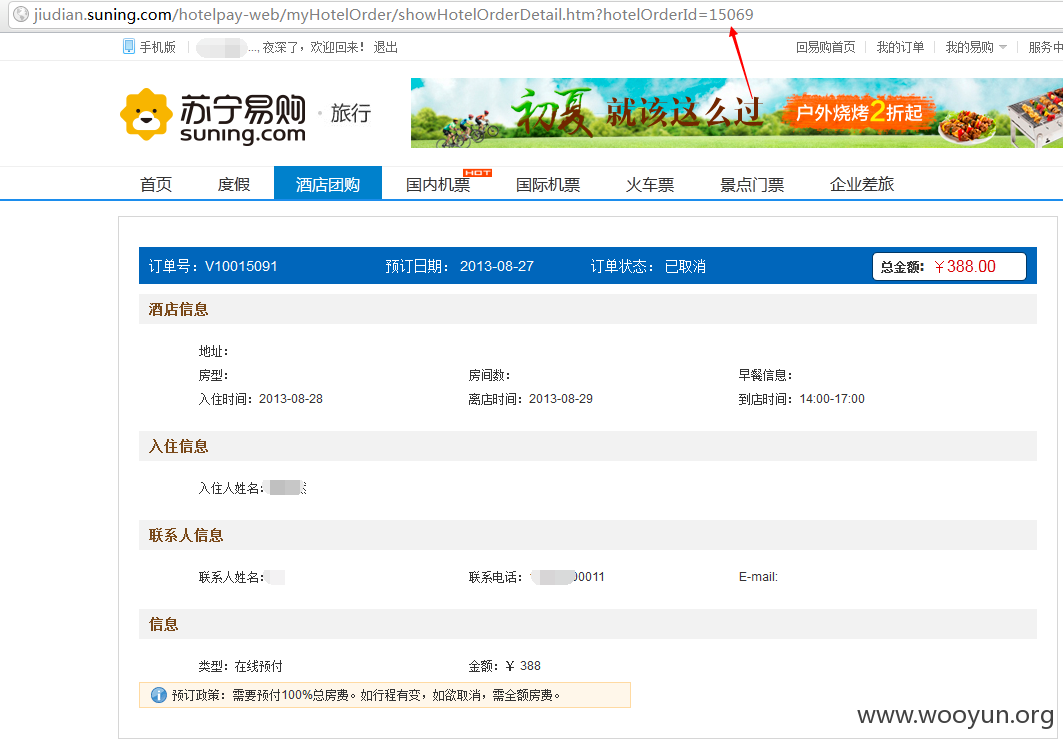 jiudian.suning.com/hotelpay-web/myHotelOrder/showHotelOrderDetail.htm?hotelOrderId=15069
手机版 ..., 夜深了，欢迎回来！ 退出 回易购首页 我的订单 我的易购 服务中
苏宁易购 · 旅行
suning.com
初夏 就该这么过 户外烧烤2折起
首页 度假 酒店团购 国内机票 HOT 国际机票 火车票 景点门票 企业差旅
订单号：V10015091 预订日期： 2013-08-27 订单状态： 已取消 总金额：￥388.00
酒店信息
地址：
房型： 房间数： 早餐信息：
入住时间：2013-08-28 离店时间：2013-08-29 到店时间：14:00-17:00
入住信息
入住人姓名：
联系人信息
联系人姓名： 联系电话： 00011 E-mail:
信息
类型：在线预付 金额：￥ 388
预订政策：需要预付100%总房费。如行程有变，如欲取消，需全额房费。
www.wooyun.org